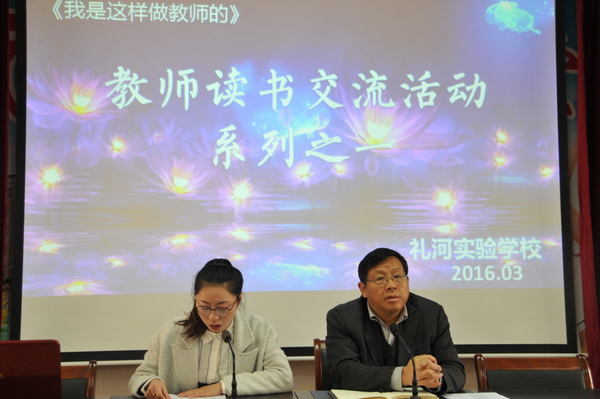 《我是这样做教师的》
教师读书交流活动
系列之一
礼河实验学校
2016.03